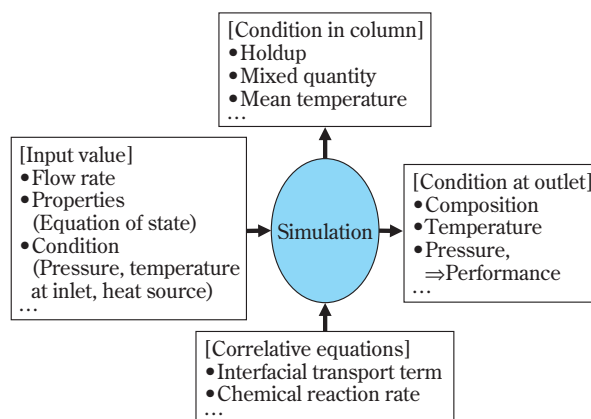 [Condition in column]
•Holdup
•Mixed quantity
•Mean temperature
…
[Input value]
•Flow rate
•Properties
(Equation of state)
•Condition
(Pressure, temperature
at inlet, heat source)
…
Simulation
[Condition at outlet]
•Composition
•Temperature
•Pressure,
⇒Performance
…
[Correlative equations]
•Interfacial transport term
•Chemical reaction rate
…